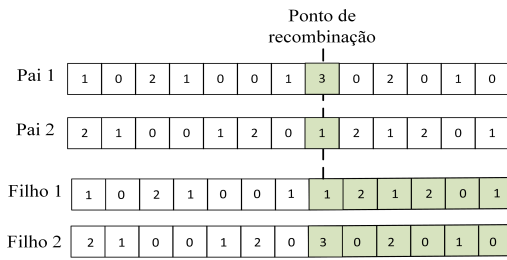 Ponto de
recombinação
Pai 1 1 0 2 1 0 0 1 3 0 2 0 1 0
Pai 2 2 1 0 0 1 2 0 1 2 1 2 0 1
Filho 1 1 0 2 1 0 0 1 1 2 1 2 0 1
Filho 2 2 1 0 0 1 2 0 3 0 2 0 1 0